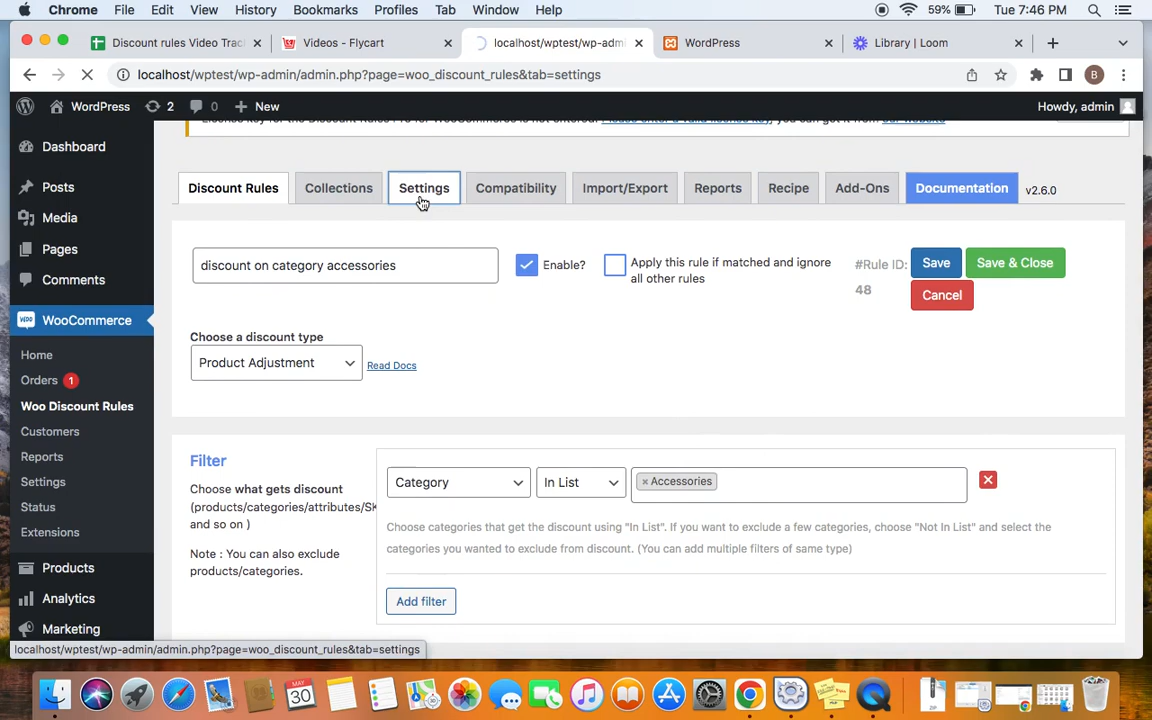 Chrome File Edit View History Bookmarks Profiles Tab Window Help 59% Tue 7:46 PM
Discount rules Video Trac Videos - Flycart localhost/wptest/wp-admi WordPress Library | Loom
localhost/wptest/wp-admin/admin.php?page=woo_discount_rules&tab=settings B
WordPress 2 0 New Howdy, admin
Dashboard
Posts
Media
Pages
Comments
WooCommerce
Home
Orders 1
Woo Discount Rules
Customers
Reports
Settings
Status
Extensions
Products
Analytics
Marketing
License key for the Discount Rules Pro for WooCommerce is not entered. Please enter a valid license key, you can get it from our website
Discount Rules Collections Settings Compatibility Import/Export Reports Recipe Add-Ons Documentation v2.6.0
discount on category accessories Enable? Apply this rule if matched and ignore
all other rules
#Rule ID:
48
Save Save & Close
Cancel
Choose a discount type
Product Adjustment Read Docs
Filter
Choose what gets discount
(products/categories/attributes/SK
and so on )
Note : You can also exclude
products/categories.
Category In List × Accessories
Choose categories that get the discount using "In List". If you want to exclude a few categories, choose "Not In List" and select the
categories you wanted to exclude from discount. (You can add multiple filters of same type)
Add filter
localhost/wptest/wp-admin/admin.php?page=woo_discount_rules&tab=settings